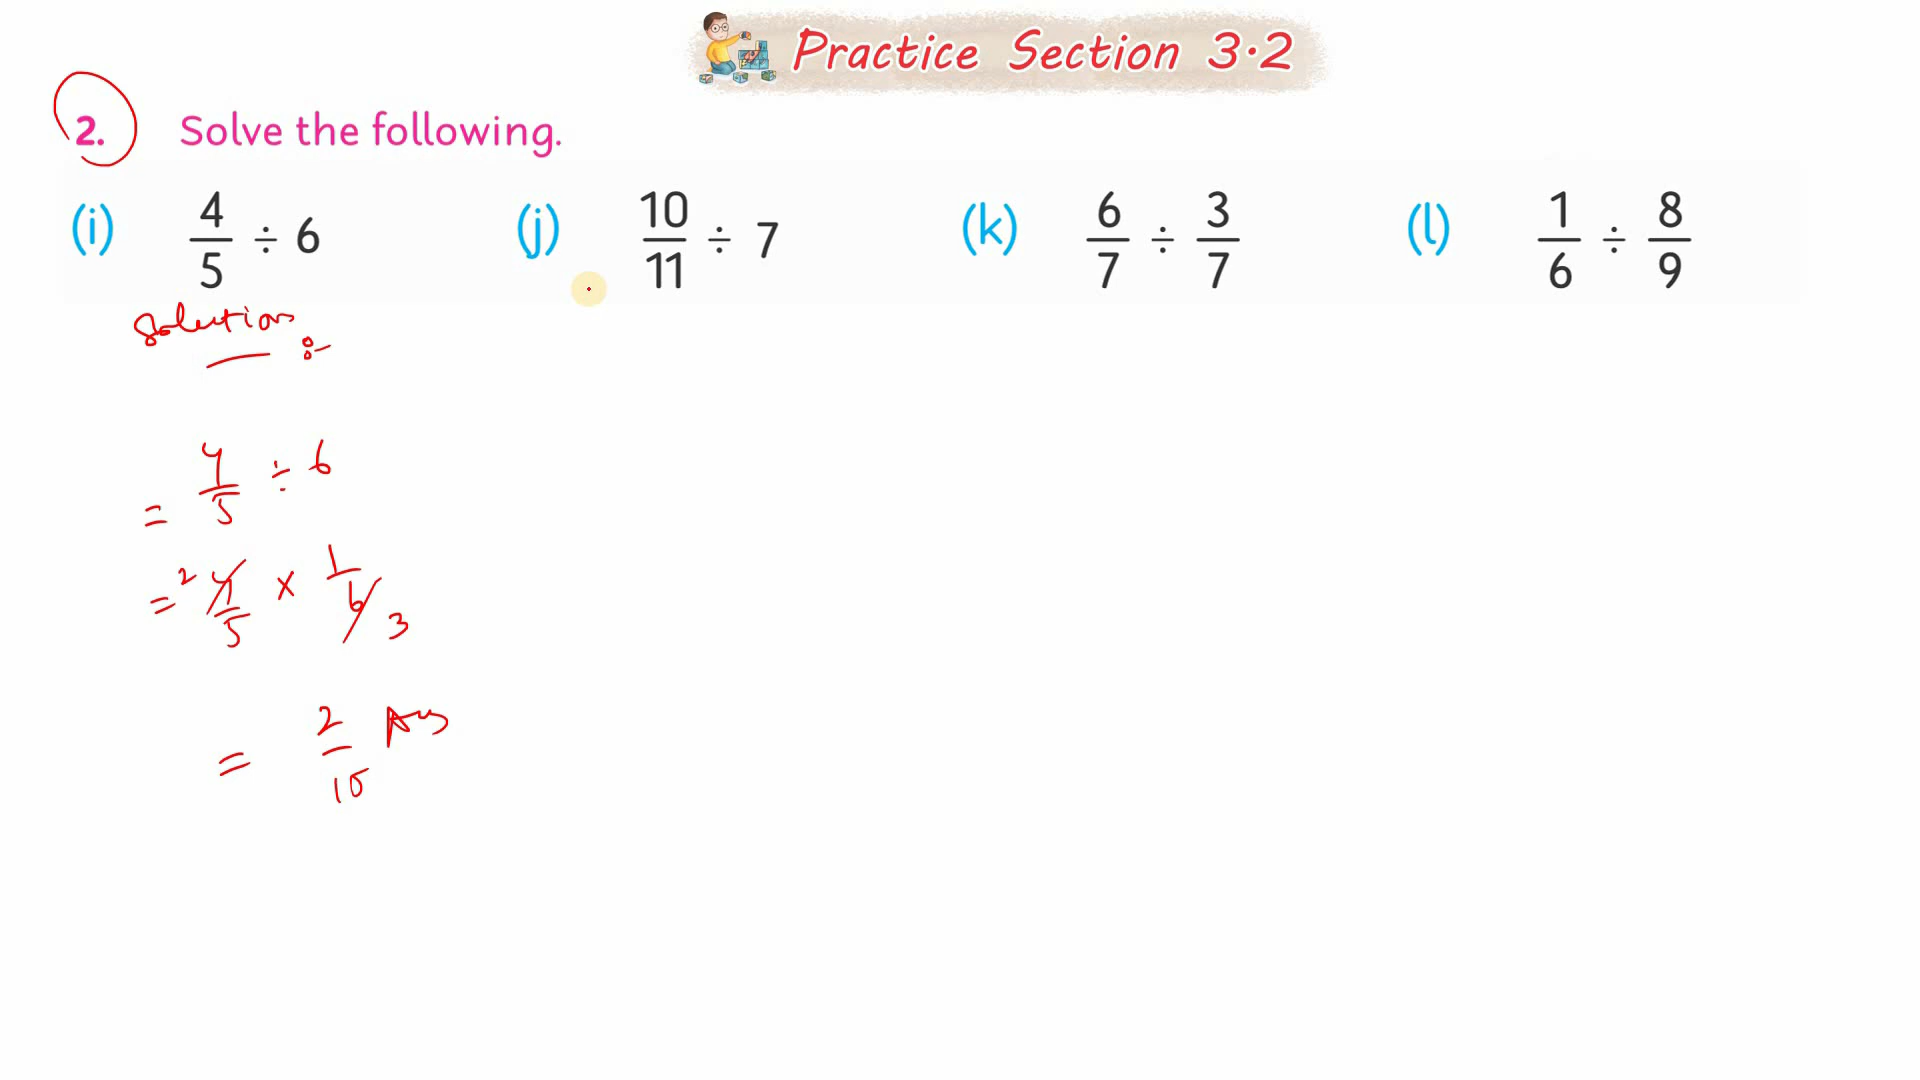 Practice Section 3·2
2. Solve the following.
(i) 4/5 ÷ 6 (j) 10/11 ÷ 7 (k) 6/7 ÷ 3/7 (l) 1/6 ÷ 8/9
Solution :-
= 4/5 ÷ 6
= 2 4/5 × 1/6 3
= 2/15 Ans